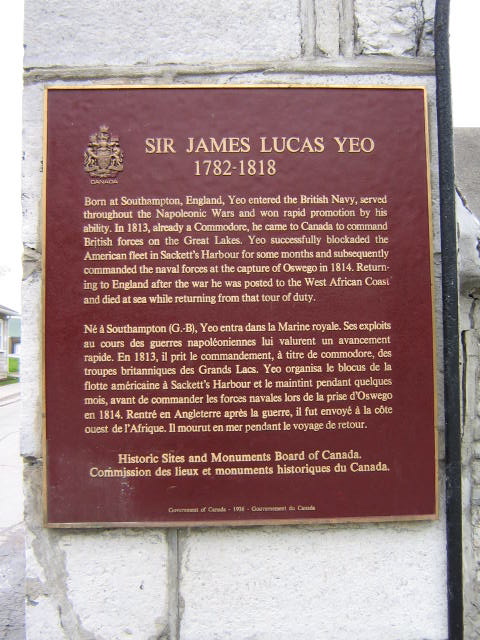 CANADA
SIR JAMES LUCAS YEO
1782-1818
Born at Southampton, England, Yeo entered the British Navy, served
throughout the Napoleonic Wars and won rapid promotion by his
ability. In 1813, already a Commodore, he came to Canada to command
British forces on the Great Lakes. Yeo successfully blockaded the
American fleet in Sackett's Harbour for some months and subsequently
commanded the naval forces at the capture of Oswego in 1814. Return-
ing to England after the war he was posted to the West African Coast
and died at sea while returning from that tour of duty.
Né à Southampton (G.-B), Yeo entra dans la Marine royale. Ses exploits
au cours des guerres napoléoniennes lui valurent un avancement
rapide. En 1813, il prit le commandement, à titre de commodore, des
troupes britanniques des Grands Lacs. Yeo organisa le blocus de la
flotte américaine à Sackett's Harbour et le maintint pendant quelques
mois, avant de commander les forces navales lors de la prise d'Oswego
en 1814. Rentré en Angleterre après la guerre, il fut envoyé à la côte
ouest de l'Afrique. Il mourut en mer pendant le voyage de retour.
Historic Sites and Monuments Board of Canada.
Commission des lieux et monuments historiques du Canada.
Government of Canada - 1936 - Gouvernement du Canada